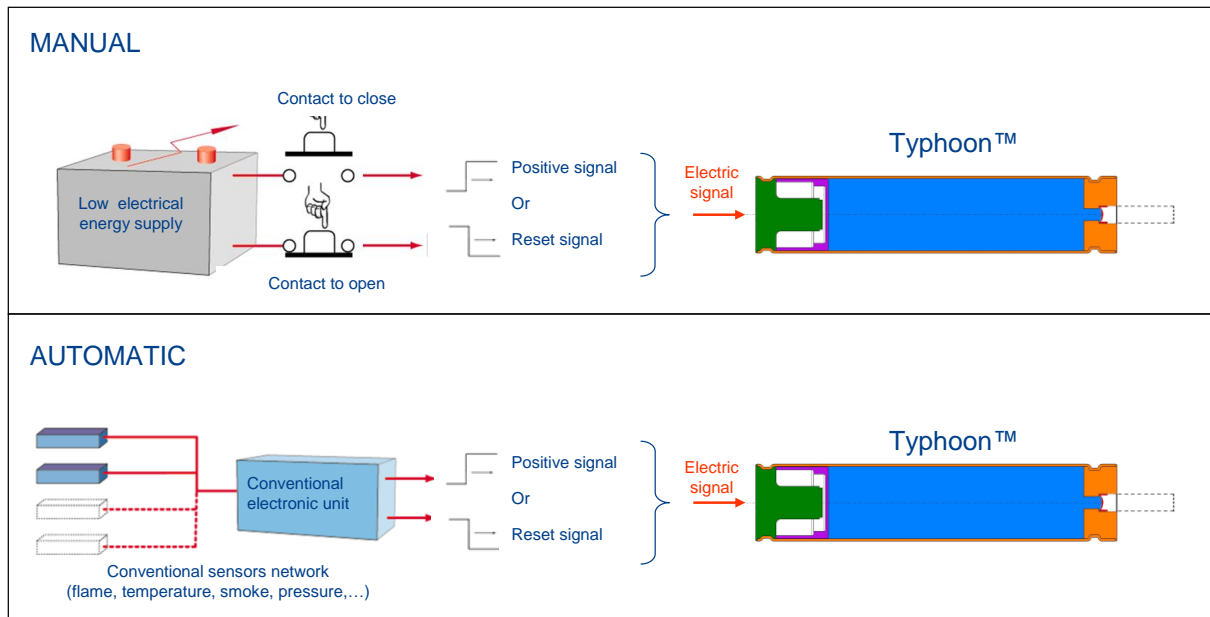 MANUAL
Contact to close
Low electrical
energy supply
Contact to open
Positive signal
Or
Reset signal
Electric
signal
Typhoon™
AUTOMATIC
Conventional
electronic unit
Conventional sensors network
(flame, temperature, smoke, pressure,…)
Positive signal
Or
Reset signal
Electric
signal
Typhoon™